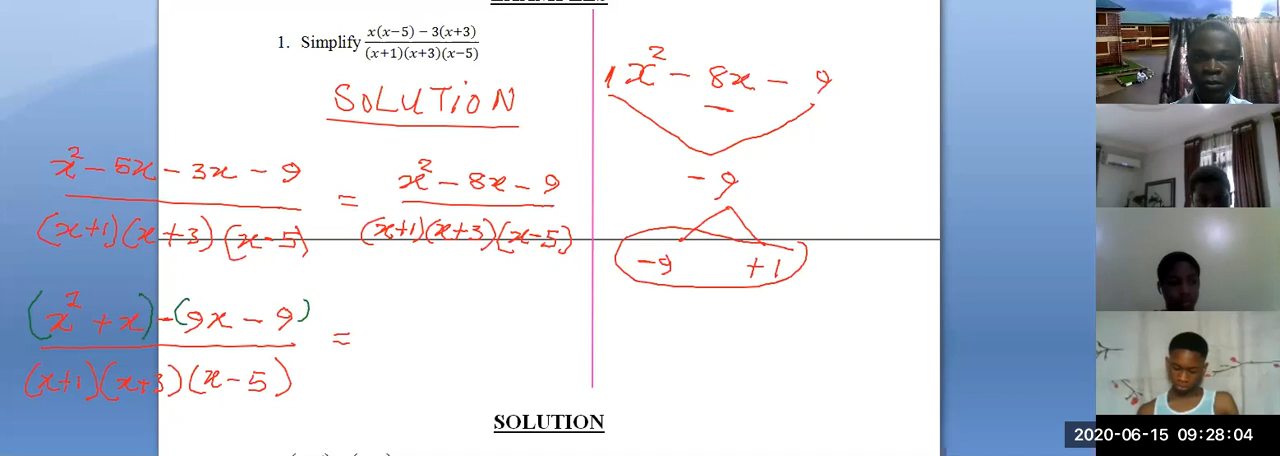 EXAMPLES
1. Simplify x(x−5) − 3(x+3) / (x+1)(x+3)(x−5)
SOLUTION
x² − 5x − 3x − 9 / (x+1)(x+3)(x−5) = x² − 8x − 9 / (x+1)(x+3)(x−5)
(x² + x) − (9x − 9) / (x+1)(x+3)(x−5) =
1x² − 8x − 9
−9
−9 +1
SOLUTION
2020-06-15 09:28:04